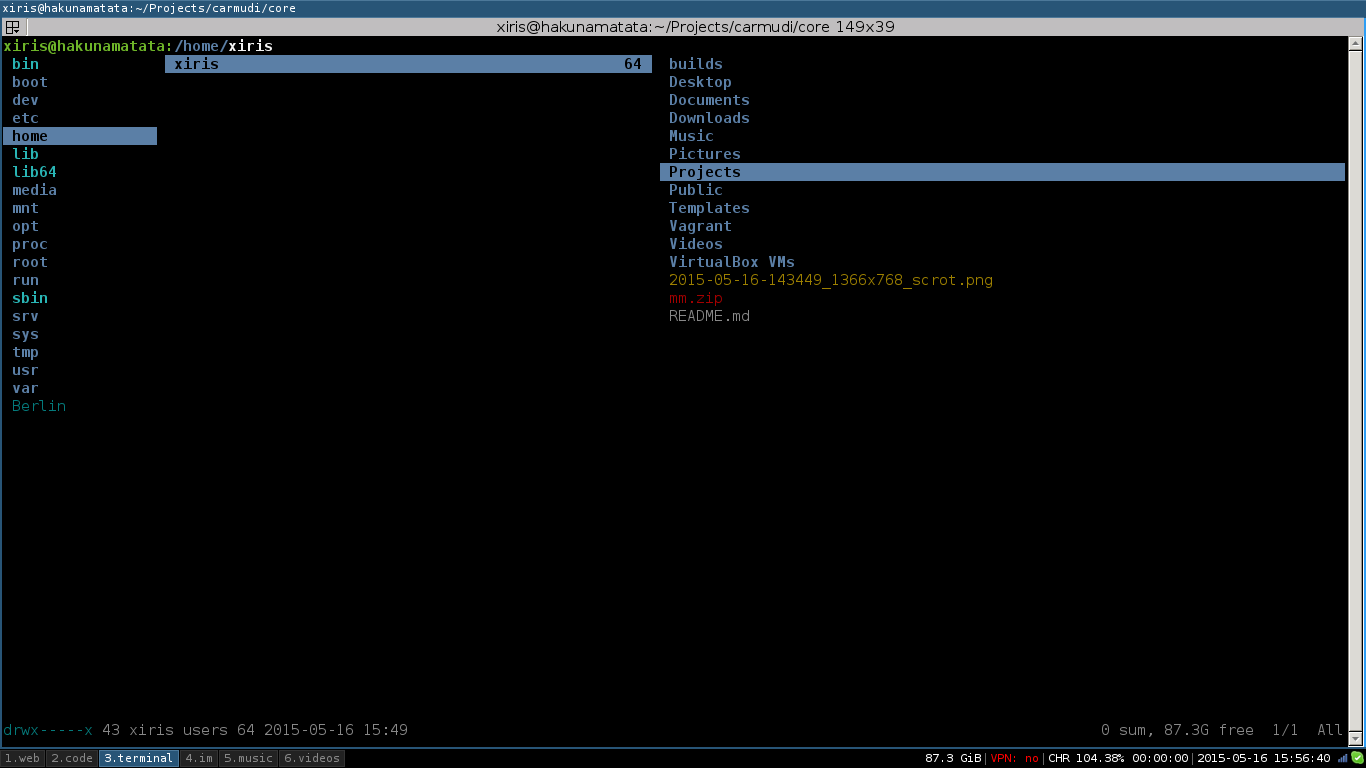 xiris@hakunamatata:~/Projects/carmudi/core
xiris@hakunamatata:~/Projects/carmudi/core 149x39
xiris@hakunamatata:/home/xiris
bin xiris 64 builds
boot Desktop
dev Documents
etc Downloads
home Music
lib Pictures
lib64 Projects
media Public
mnt Templates
opt Vagrant
proc Videos
root VirtualBox VMs
run 2015-05-16-143449_1366x768_scrot.png
sbin mm.zip
srv README.md
sys
tmp
usr
var
Berlin
drwx-----x 43 xiris users 64 2015-05-16 15:49 0 sum, 87.3G free 1/1 All
1.web 2.code 3.terminal 4.im 5.music 6.videos 87.3 GiB|VPN: no|CHR 104.38% 00:00:00|2015-05-16 15:56:40